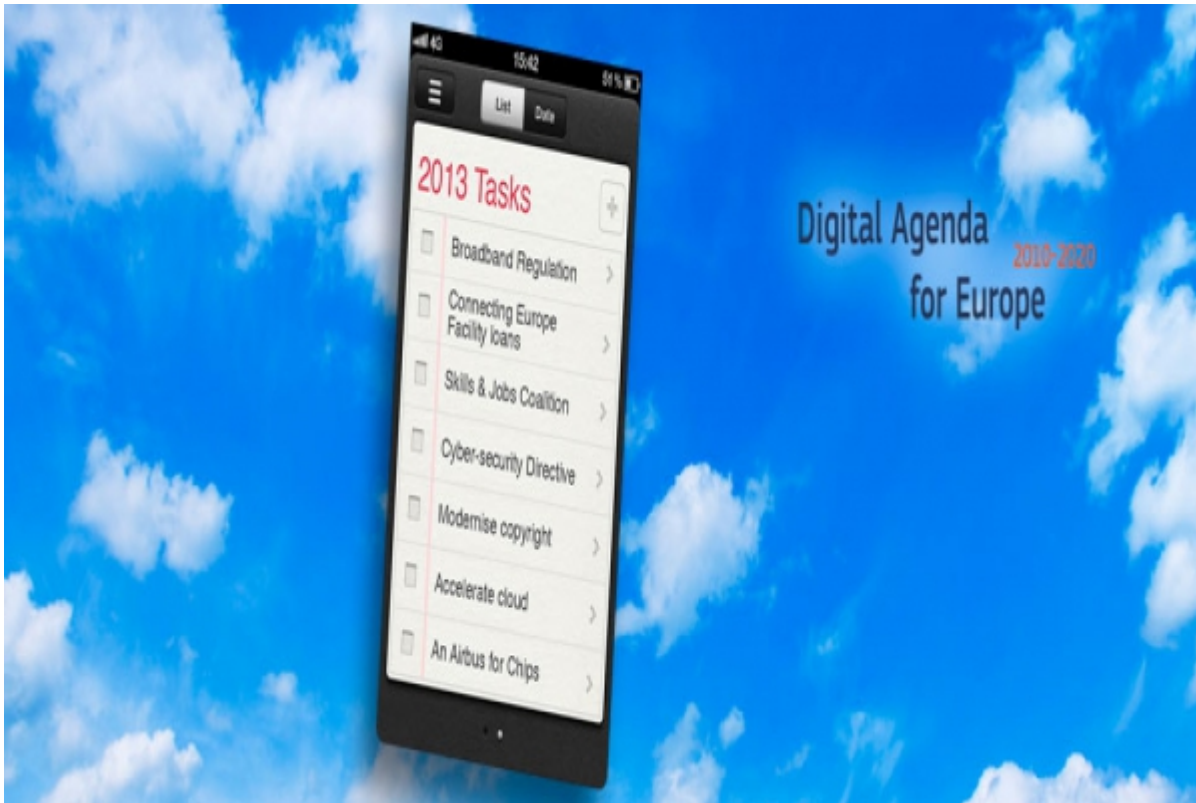 4G
15:42
51%
List
Date
2013 Tasks
Broadband Regulation
Connecting Europe
Facility loans
Skills & Jobs Coalition
Cyber-security Directive
Modernise copyright
Accelerate cloud
An Airbus for Chips
Digital Agenda
2010-2020
for Europe